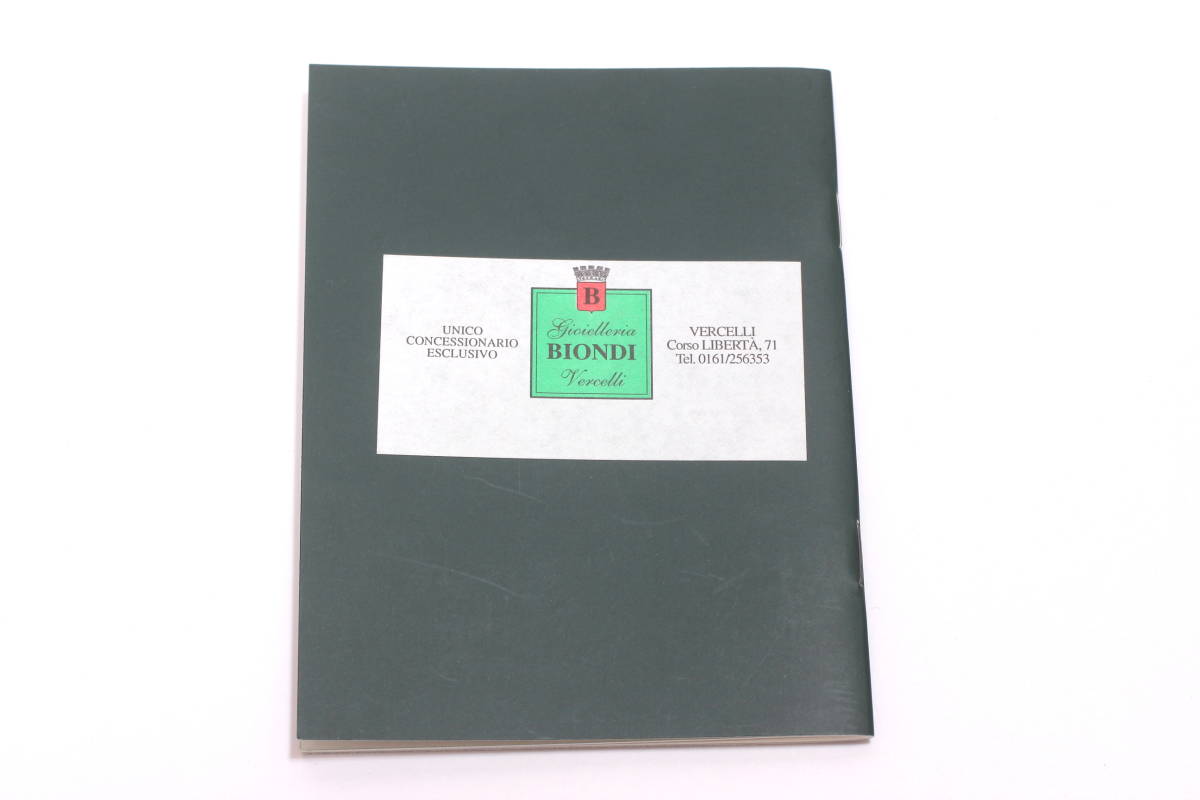 UNICO
CONCESSIONARIO
ESCLUSIVO
B
Gioielleria
BIONDI
Vercelli
VERCELLI
Corso LIBERTÀ, 71
Tel. 0161/256353